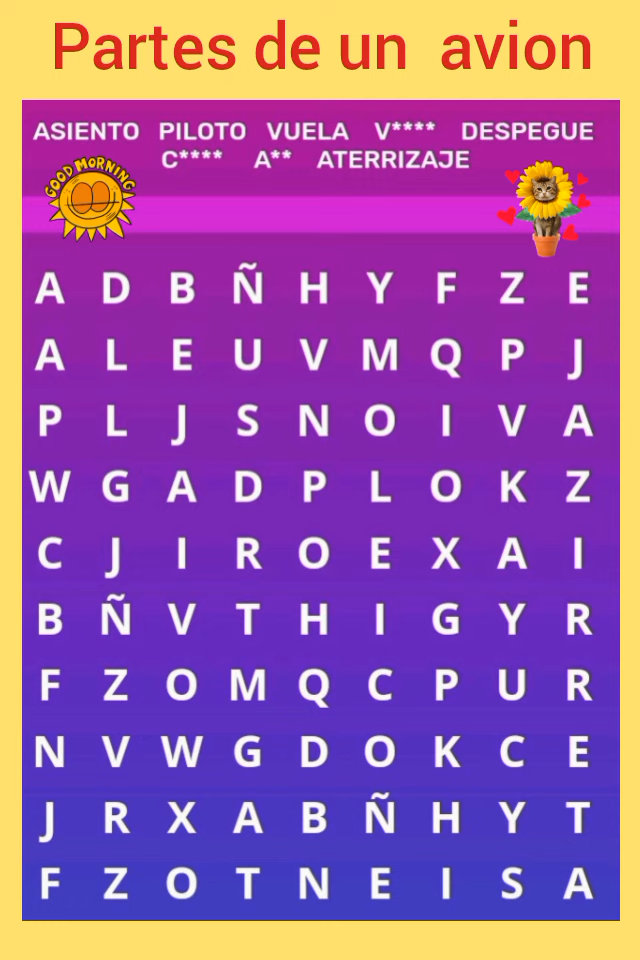 Partes de un avion
ASIENTO PILOTO VUELA V**** DESPEGUE
C**** A** ATERRIZAJE
GOOD MORNING
A D B Ñ H Y F Z E
A L E U V M Q P J
P L J S N O I V A
W G A D P L O K Z
C J I R O E X A I
B Ñ V T H I G Y R
F Z O M Q C P U R
N V W G D O K C E
J R X A B Ñ H Y T
F Z O T N E I S A